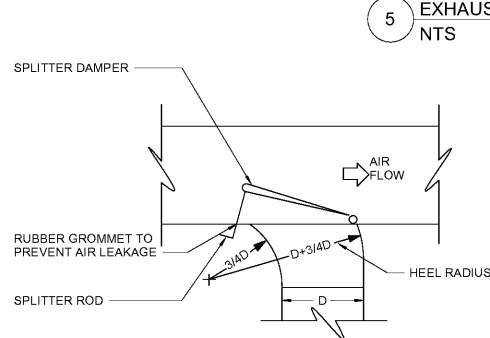 5
EXHAUS
NTS
SPLITTER DAMPER
AIR
FLOW
RUBBER GROMMET TO
PREVENT AIR LEAKAGE
3/4D
D+3/4D
HEEL RADIUS
SPLITTER ROD
D